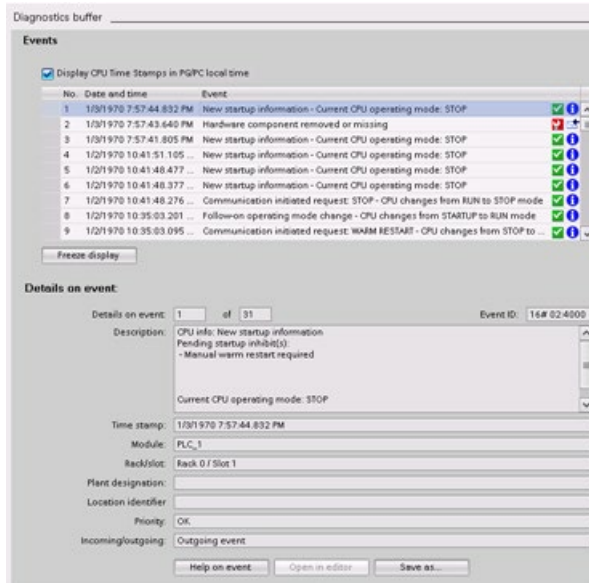 Diagnostics buffer
Events
Display CPU Time Stamps in PG/PC local time
No. Date and time Event
1 1/3/1970 7:57:44.832 PM New startup information - Current CPU operating mode: STOP
2 1/3/1970 7:57:43.640 PM Hardware component removed or missing
3 1/3/1970 7:57:41.805 PM New startup information - Current CPU operating mode: STOP
4 1/2/1970 10:41:51.105 ... New startup information - Current CPU operating mode: STOP
5 1/2/1970 10:41:48.477 ... New startup information - Current CPU operating mode: STOP
6 1/2/1970 10:41:48.377 ... New startup information - Current CPU operating mode: STOP
7 1/2/1970 10:41:48.276 ... Communication initiated request: STOP - CPU changes from RUN to STOP mode
8 1/2/1970 10:35:03.201 ... Follow-on operating mode change - CPU changes from STARTUP to RUN mode
9 1/2/1970 10:35:03.095 ... Communication initiated request: WARM RESTART - CPU changes from STOP to ...
Freeze display
Details on event:
Details on event: 1 of 31 Event ID: 16# 02:4000
Description: CPU info: New startup information
Pending startup inhibit(s):
- Manual warm restart required
Current CPU operating mode: STOP
Time stamp: 1/3/1970 7:57:44.832 PM
Module: PLC_1
Rack/slot: Rack 0 / Slot 1
Plant designation:
Location identifier
Priority: OK
Incoming/outgoing: Outgoing event
Help on event Open in editor Save as...